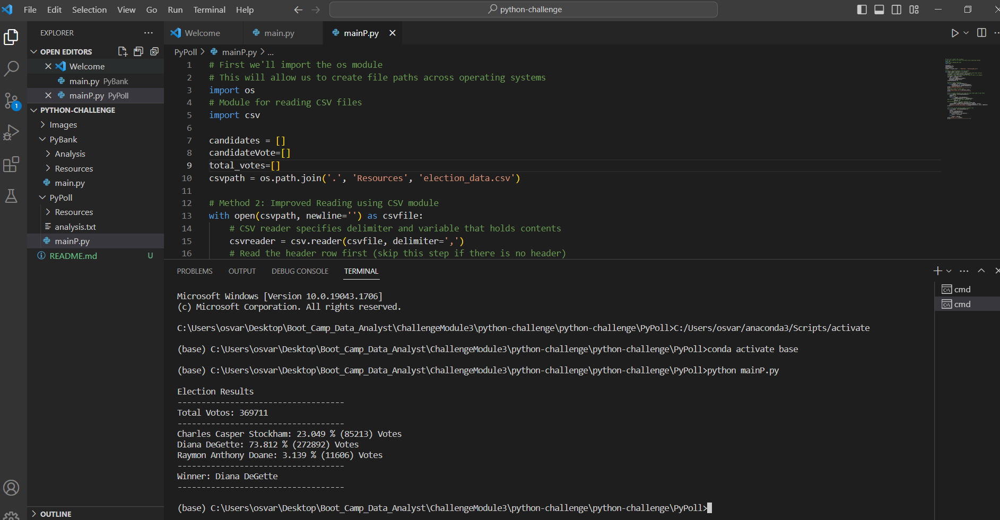 File Edit Selection View Go Run Terminal Help
python-challenge
EXPLORER
OPEN EDITORS
Welcome
main.py PyBank
mainP.py PyPoll
1
PYTHON-CHALLENGE
Images
PyBank
Analysis
Resources
main.py
PyPoll
Resources
analysis.txt
mainP.py
README.md U
OUTLINE
Welcome main.py mainP.py
PyPoll > mainP.py > ...
1 # First we'll import the os module
2 # This will allow us to create file paths across operating systems
3 import os
4 # Module for reading CSV files
5 import csv
6
7 candidates = []
8 candidateVote=[]
9 total_votes=[]
10 csvpath = os.path.join('.', 'Resources', 'election_data.csv')
11
12 # Method 2: Improved Reading using CSV module
13 with open(csvpath, newline='') as csvfile:
14 # CSV reader specifies delimiter and variable that holds contents
15 csvreader = csv.reader(csvfile, delimiter=',')
16 # Read the header row first (skip this step if there is no header)
PROBLEMS OUTPUT DEBUG CONSOLE TERMINAL
cmd
cmd
Microsoft Windows [Version 10.0.19043.1706]
(c) Microsoft Corporation. All rights reserved.
C:\Users\osvar\Desktop\Boot_Camp_Data_Analyst\ChallengeModule3\python-challenge\python-challenge\PyPoll>C:/Users/osvar/anaconda3/Scripts/activate
(base) C:\Users\osvar\Desktop\Boot_Camp_Data_Analyst\ChallengeModule3\python-challenge\python-challenge\PyPoll>conda activate base
(base) C:\Users\osvar\Desktop\Boot_Camp_Data_Analyst\ChallengeModule3\python-challenge\python-challenge\PyPoll>python mainP.py
Election Results
-----------------------------------
Total Votos: 369711
-----------------------------------
Charles Casper Stockham: 23.049 % (85213) Votes
Diana DeGette: 73.812 % (272892) Votes
Raymon Anthony Doane: 3.139 % (11606) Votes
-----------------------------------
Winner: Diana DeGette
-----------------------------------
(base) C:\Users\osvar\Desktop\Boot_Camp_Data_Analyst\ChallengeModule3\python-challenge\python-challenge\PyPoll>